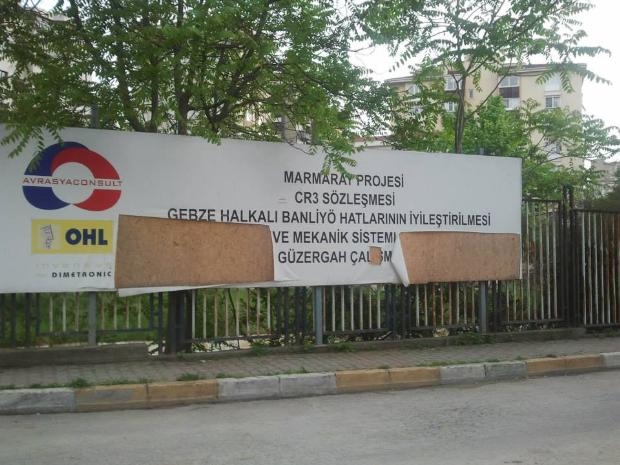 AVRASYACONSULT
OHL
invensys
DIMETRONIC
MARMARAY PROJESİ
CR3 SÖZLEŞMESİ
GEBZE HALKALI BANLİYÖ HATLARININ İYİLEŞTİRİLMESİ
VE MEKANİK SİSTEM
GÜZERGAH